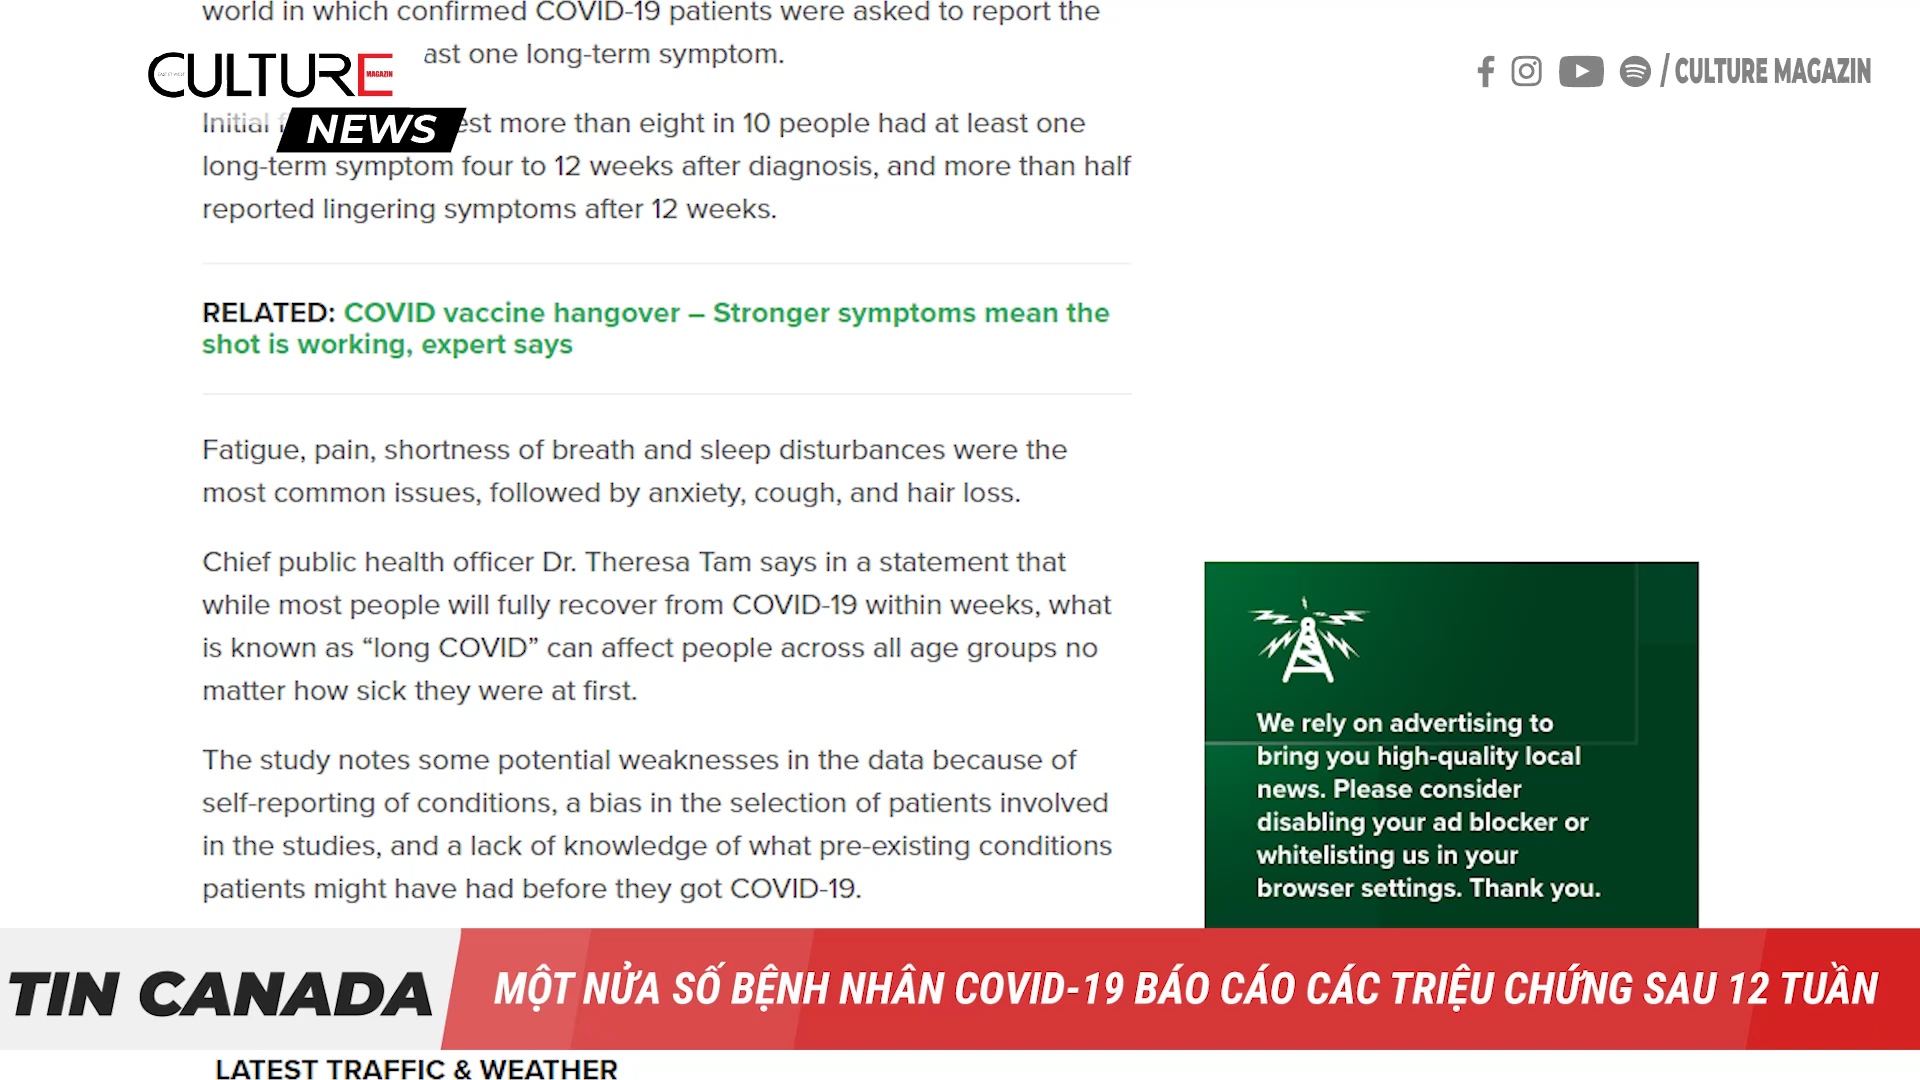 world in which confirmed COVID-19 patients were asked to report the
ast one long-term symptom.
CULTURE
MAGAZIN
NEWS
/ CULTURE MAGAZIN
Initial est more than eight in 10 people had at least one
long-term symptom four to 12 weeks after diagnosis, and more than half
reported lingering symptoms after 12 weeks.
RELATED: COVID vaccine hangover – Stronger symptoms mean the
shot is working, expert says
Fatigue, pain, shortness of breath and sleep disturbances were the
most common issues, followed by anxiety, cough, and hair loss.
Chief public health officer Dr. Theresa Tam says in a statement that
while most people will fully recover from COVID-19 within weeks, what
is known as “long COVID” can affect people across all age groups no
matter how sick they were at first.
The study notes some potential weaknesses in the data because of
self-reporting of conditions, a bias in the selection of patients involved
in the studies, and a lack of knowledge of what pre-existing conditions
patients might have had before they got COVID-19.
We rely on advertising to
bring you high-quality local
news. Please consider
disabling your ad blocker or
whitelisting us in your
browser settings. Thank you.
TIN CANADA
MỘT NỬA SỐ BỆNH NHÂN COVID-19 BÁO CÁO CÁC TRIỆU CHỨNG SAU 12 TUẦN
LATEST TRAFFIC & WEATHER